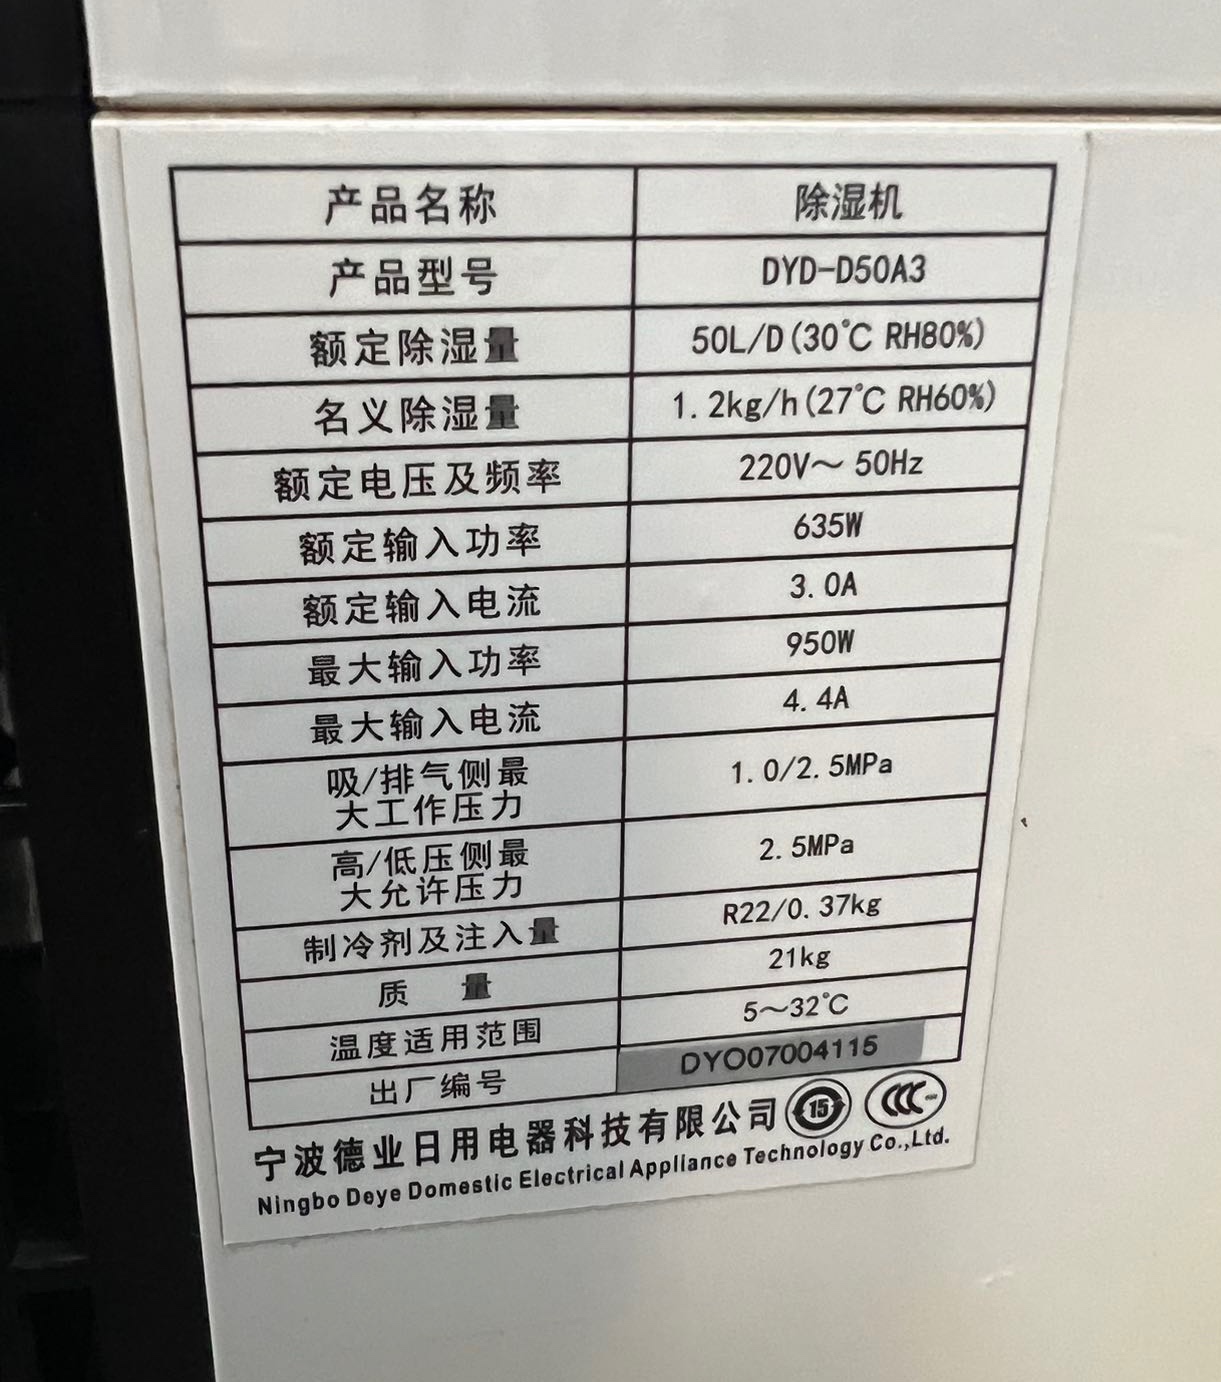 产品名称 除湿机
产品型号 DYD-D50A3
额定除湿量 50L/D(30℃ RH80%)
名义除湿量 1.2kg/h(27℃ RH60%)
额定电压及频率 220V～ 50Hz
额定输入功率 635W
额定输入电流 3.0A
最大输入功率 950W
最大输入电流 4.4A
吸/排气侧最
大工作压力 1.0/2.5MPa
高/低压侧最
大允许压力 2.5MPa
制冷剂及注入量 R22/0.37kg
质 量 21kg
温度适用范围 5～32℃
出厂编号 DYO07004115
宁波德业日用电器科技有限公司 15 CCC
Ningbo Deye Domestic Electrical Appliance Technology Co.,Ltd.